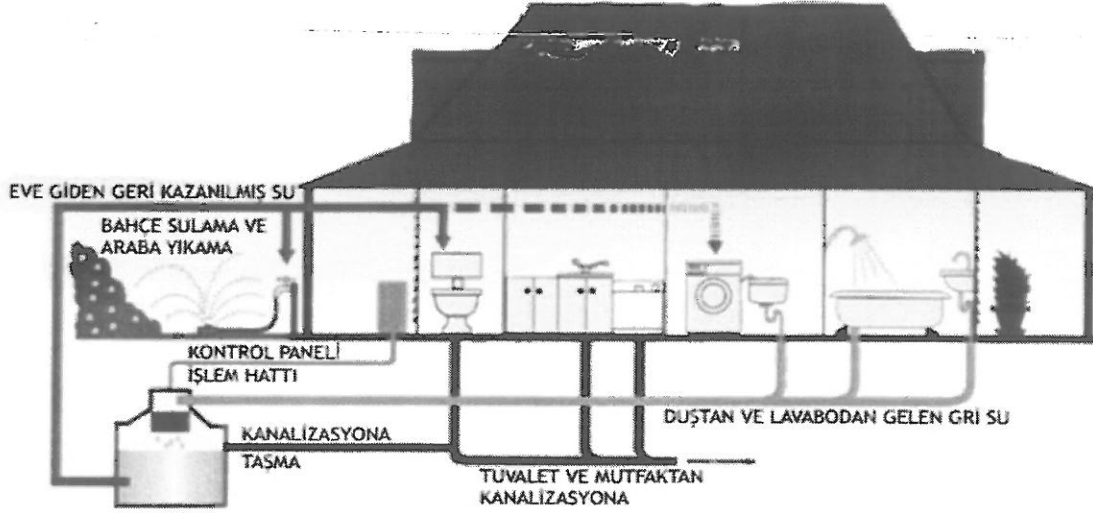 EVE GİDEN GERİ KAZANILMIŞ SU
BAHÇE SULAMA VE
ARABA YIKAMA
KONTROL PANELİ
İŞLEM HATTI
DUŞTAN VE LAVABODAN GELEN GRİ SU
KANALİZASYONA
TAŞMA
TUVALET VE MUTFAKTAN
KANALİZASYONA